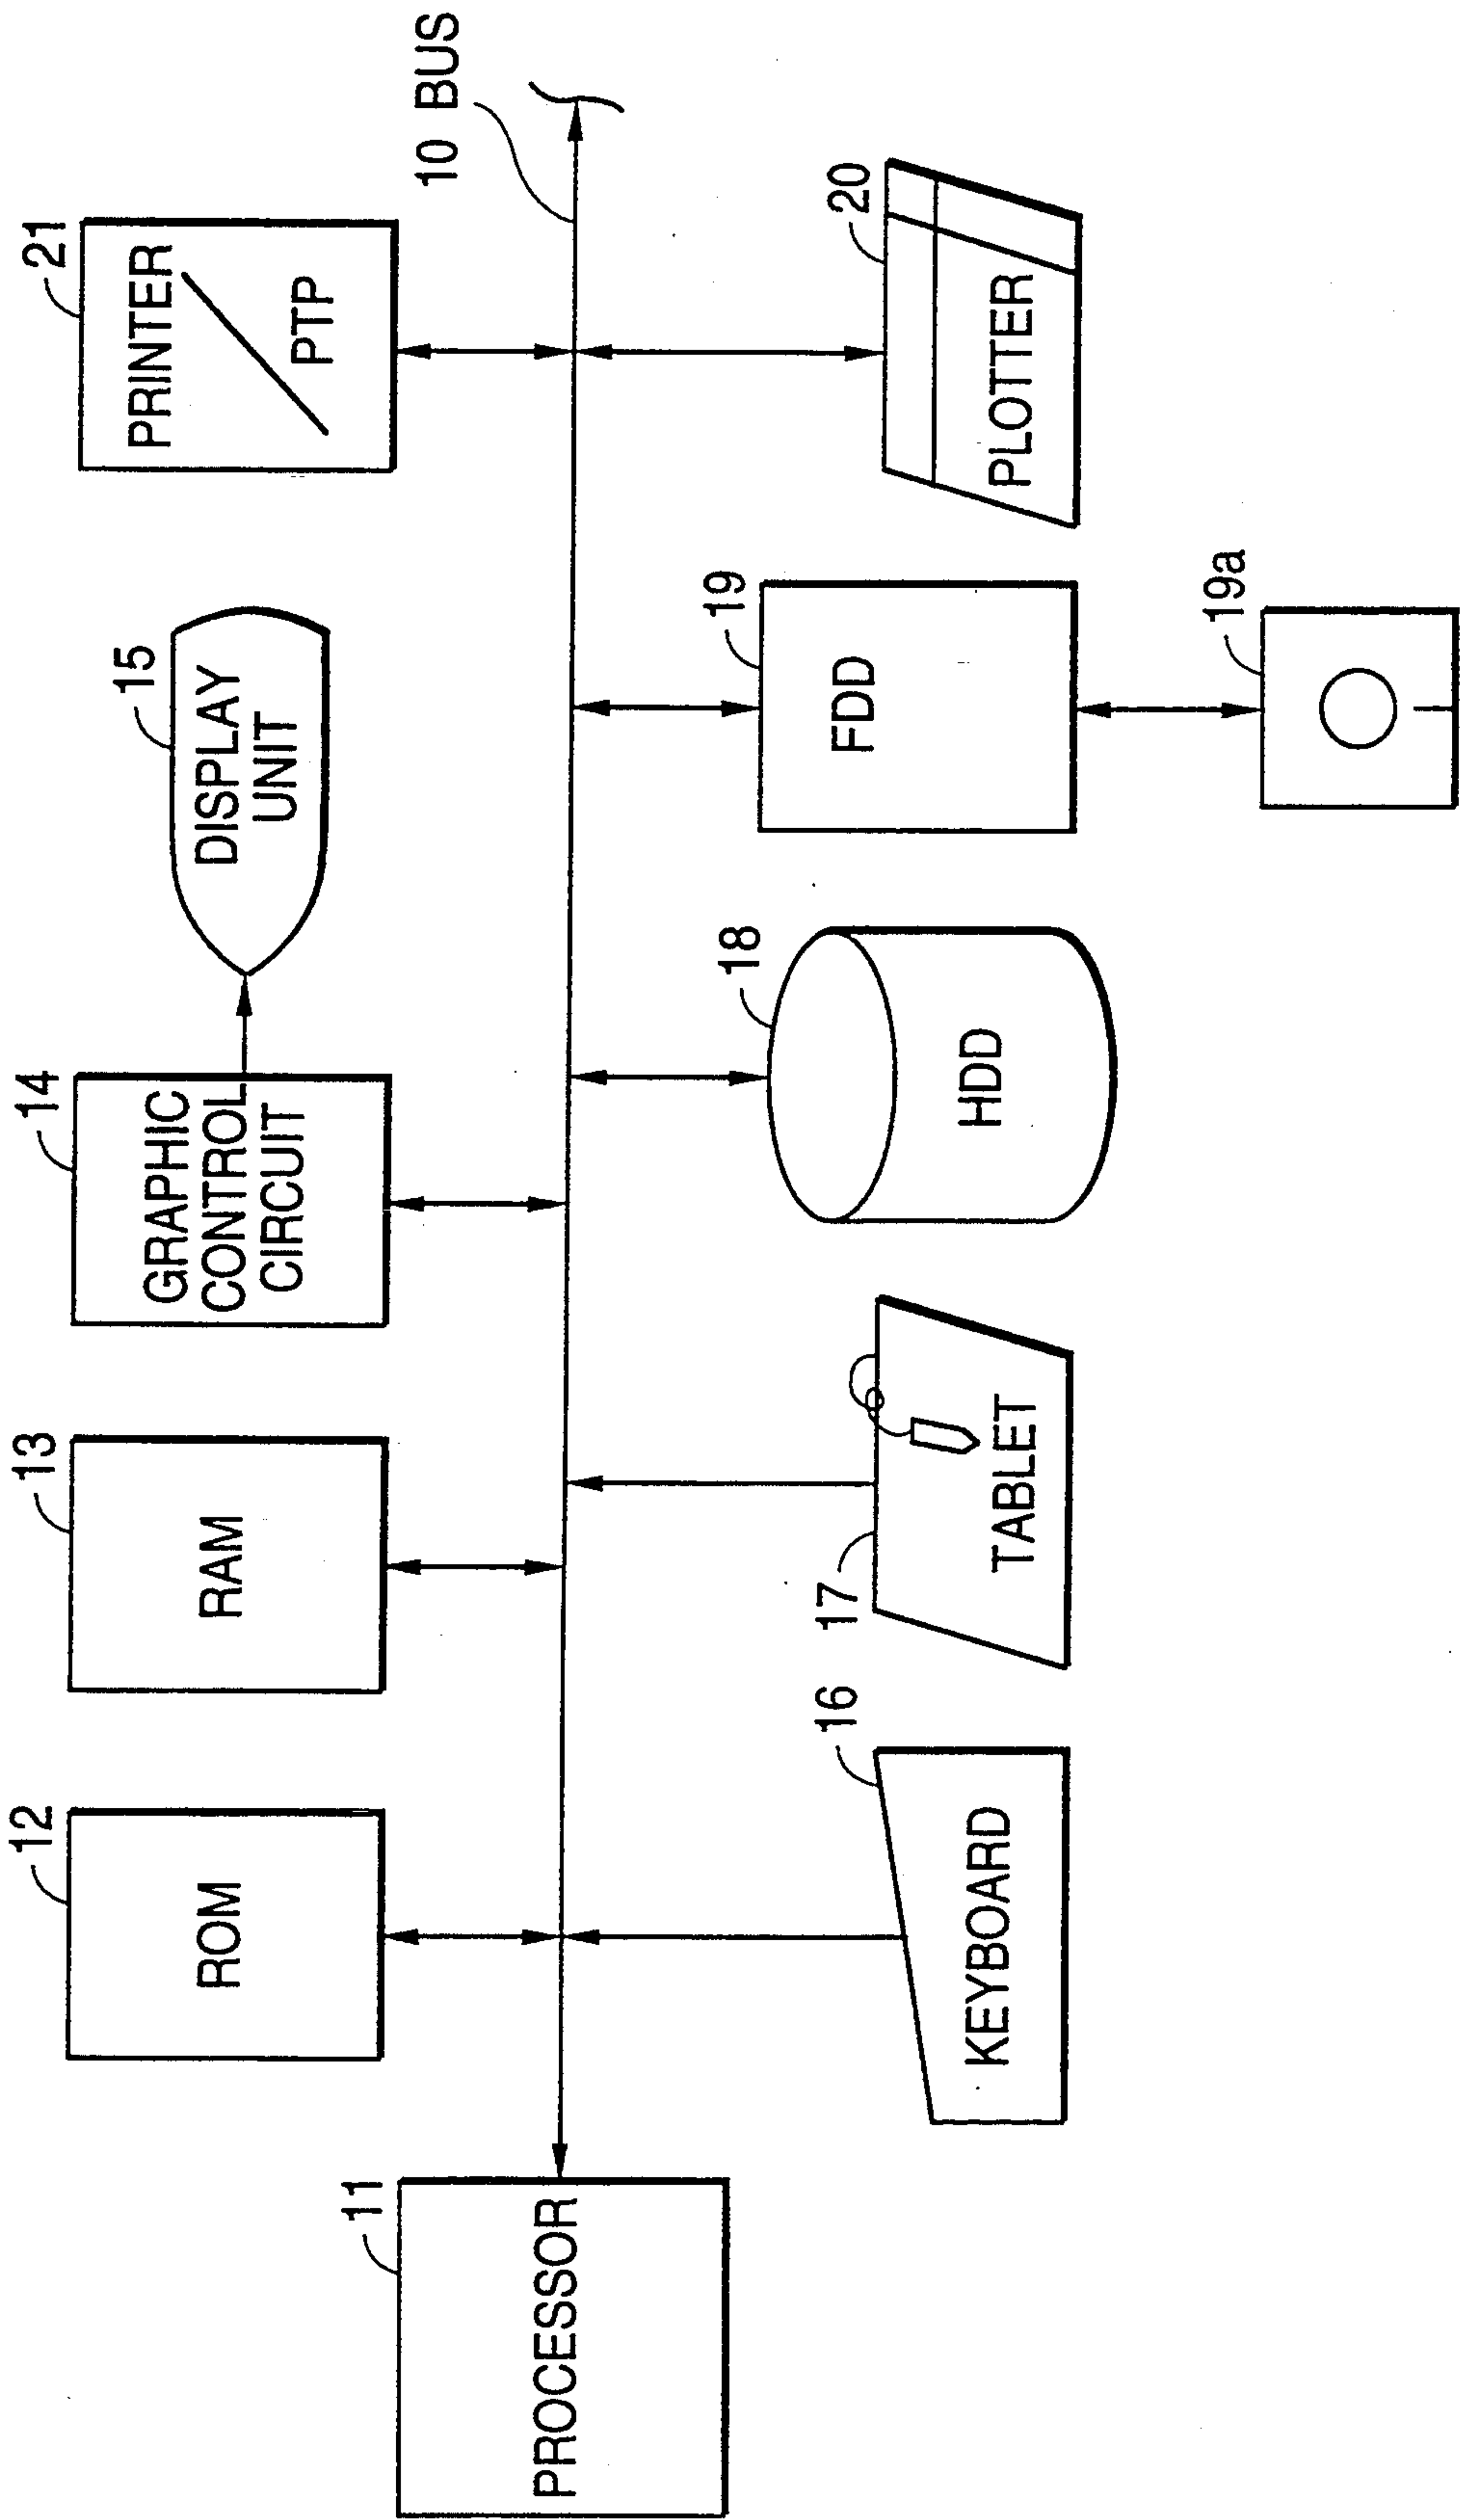 12
ROM
13
RAM
14
GRAPHIC
CONTROL
CIRCUIT
15
DISPLAY
UNIT
21
PRINTER
PTP
10 BUS
11
PROCESSOR
16
KEYBOARD
17
TABLET
18
HDD
19
FDD
19a
20
PLOTTER